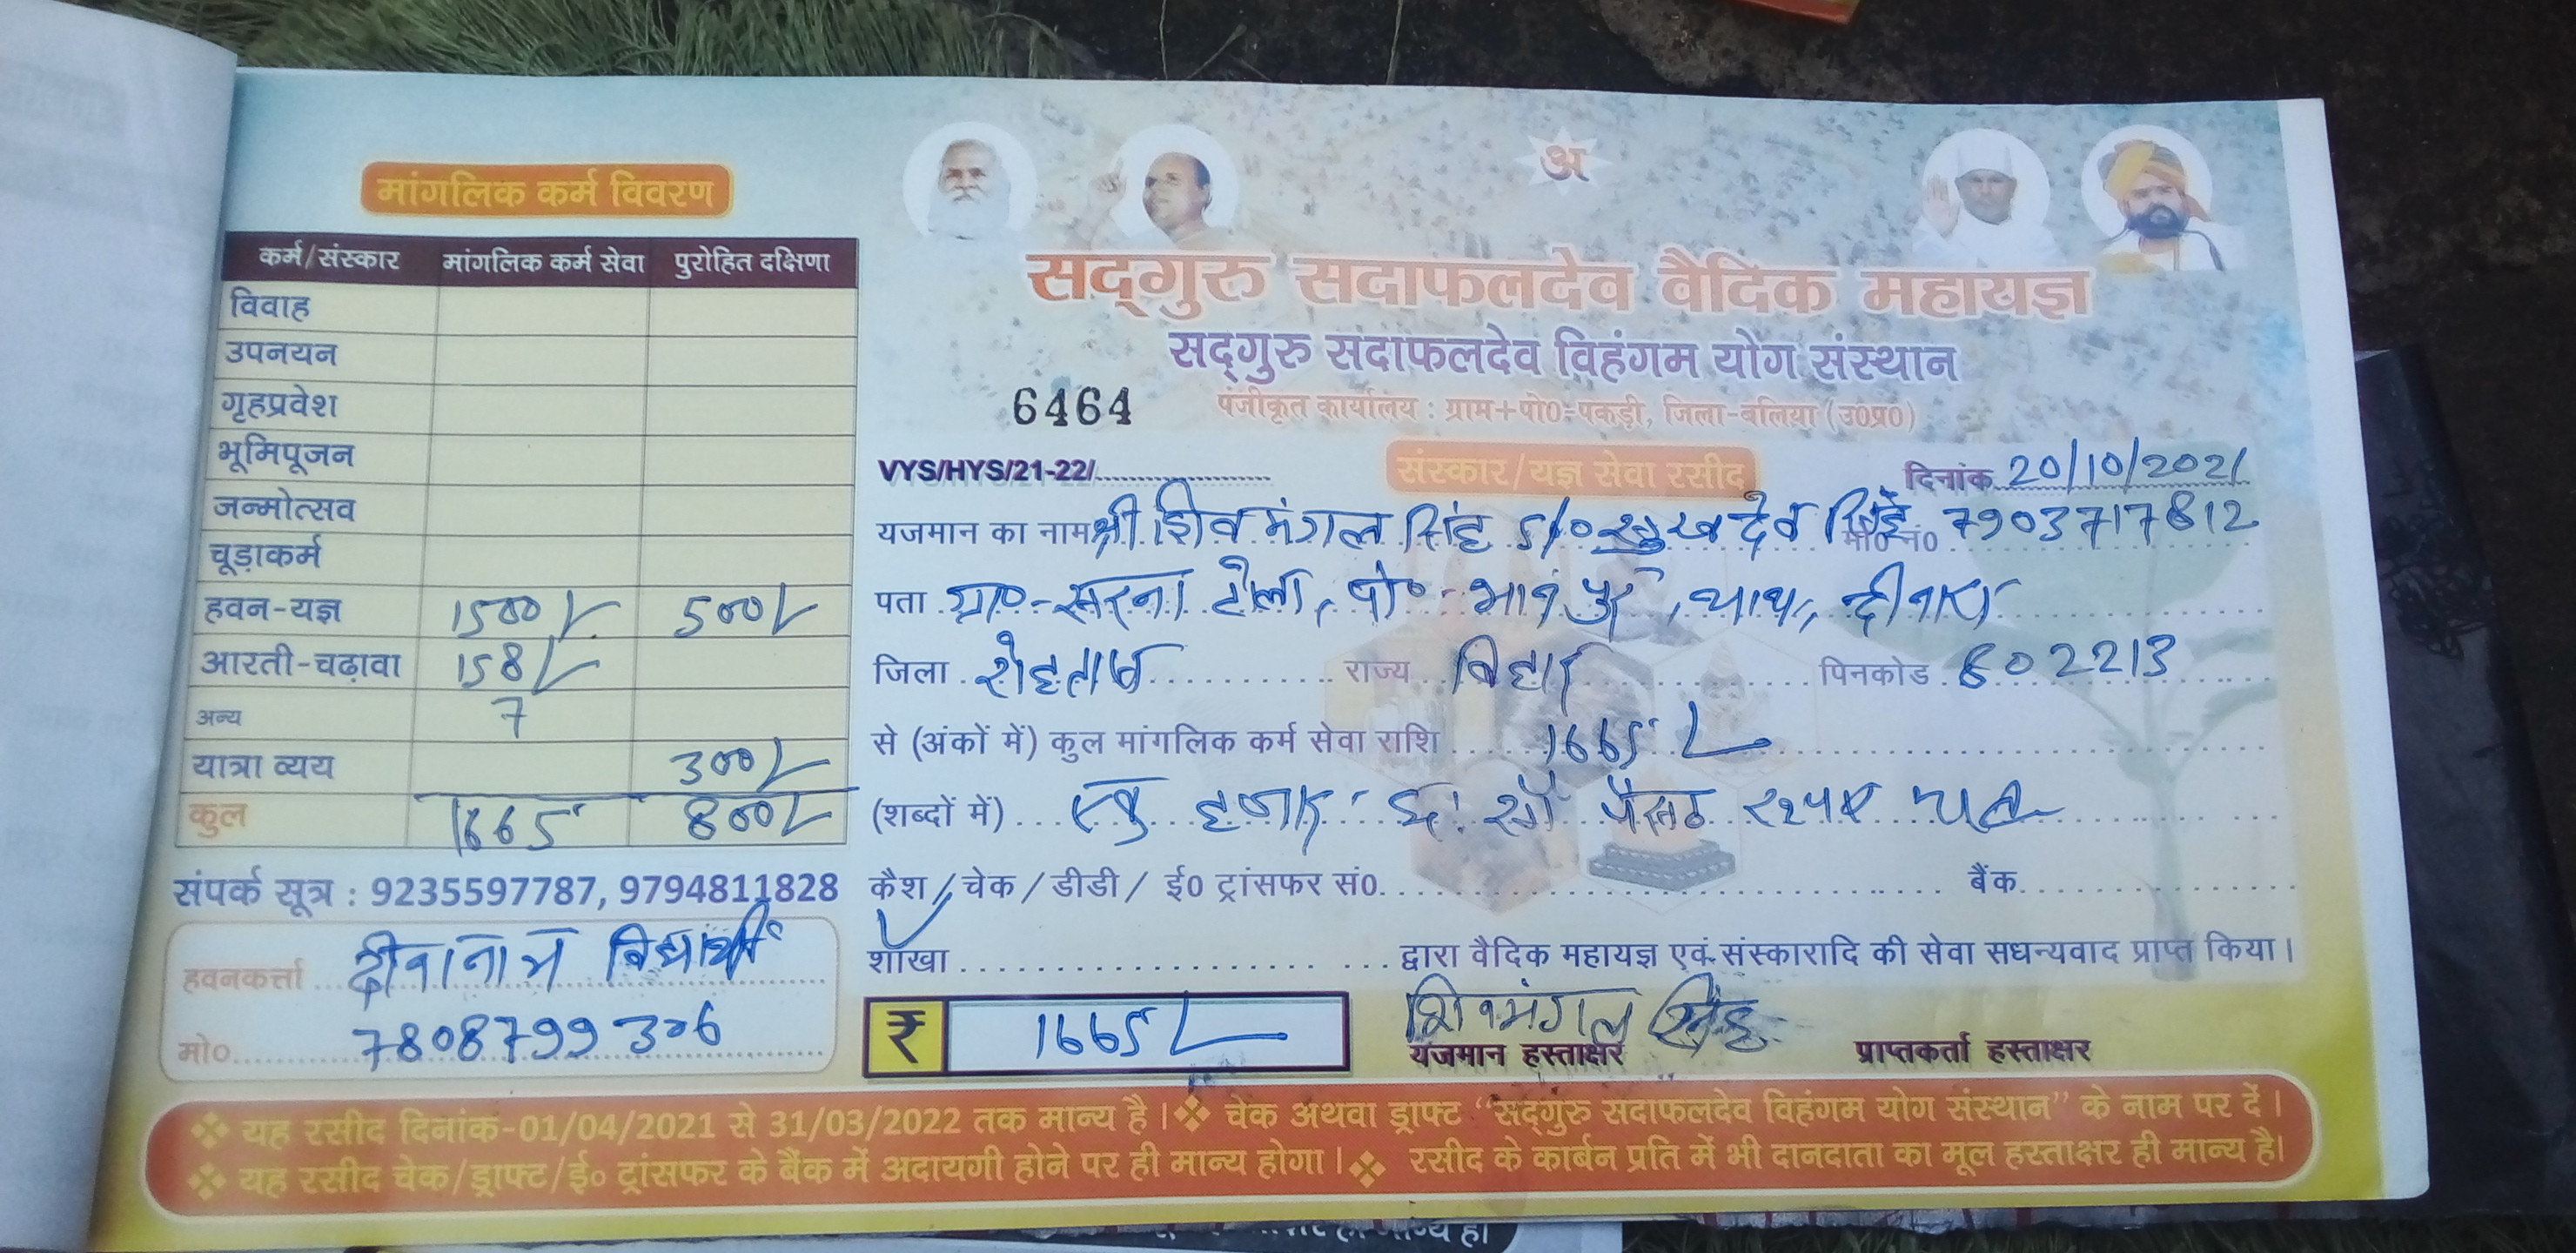 मांगलिक कर्म विवरण
कर्म/संस्कार मांगलिक कर्म सेवा पुरोहित दक्षिणा
विवाह
उपनयन
गृहप्रवेश
भूमिपूजन
जन्मोत्सव
चूड़ाकर्म
हवन-यज्ञ 1500/- 500/-
आरती-चढ़ावा 158/-
अन्य 7
यात्रा व्यय 300/-
कुल 1665 800/-
संपर्क सूत्र : 9235597787, 9794811828
हवनकर्त्ता दीनानाथ विद्यार्थी
मो० 7808799306
अ
सद्गुरु सदाफलदेव वैदिक महायज्ञ
सद्गुरु सदाफलदेव विहंगम योग संस्थान
6464 पंजीकृत कार्यालय : ग्राम+पो0-पकड़ी, जिला-बलिया (उ0प्र0)
VYS/HYS/21-22/ संस्कार/यज्ञ सेवा रसीद दिनांक 20/10/2021
यजमान का नाम श्री शिव मंगल सिंह S/o सुखदेव सिंह मो0 नं0 7903717812
पता ग्रा०-सरना टोला, पो०-भानपुर, थाना, दीनारा
जिला रोहतास राज्य बिहार पिनकोड 802213
से (अंकों में) कुल मांगलिक कर्म सेवा राशि 1665/-
(शब्दों में) एक हजार छः सौ पैंसठ रुपए मात्र
कैश/चेक/डीडी/ ई0 ट्रांसफर सं0 बैंक
शाखा द्वारा वैदिक महायज्ञ एवं संस्कारादि की सेवा सधन्यवाद प्राप्त किया।
₹ 1665/- शिवमंगल सिंह
यजमान हस्ताक्षर प्राप्तकर्ता हस्ताक्षर
❖ यह रसीद दिनांक-01/04/2021 से 31/03/2022 तक मान्य है। ❖ चेक अथवा ड्राफ्ट "सद्गुरु सदाफलदेव विहंगम योग संस्थान" के नाम पर दें।
❖ यह रसीद चेक/ड्राफ्ट/ई० ट्रांसफर के बैंक में अदायगी होने पर ही मान्य होगा। ❖ रसीद के कार्बन प्रति में भी दानदाता का मूल हस्ताक्षर ही मान्य है।